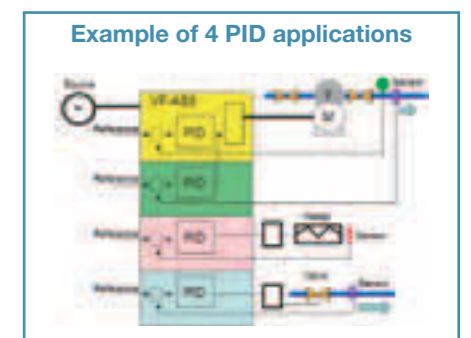 Example of 4 PID applications
Source
VF-AS3
Sensor
Reference
PID
M
Reference
PID
Reference
PID
Sensor
Reference
PID
Valve
Sensor